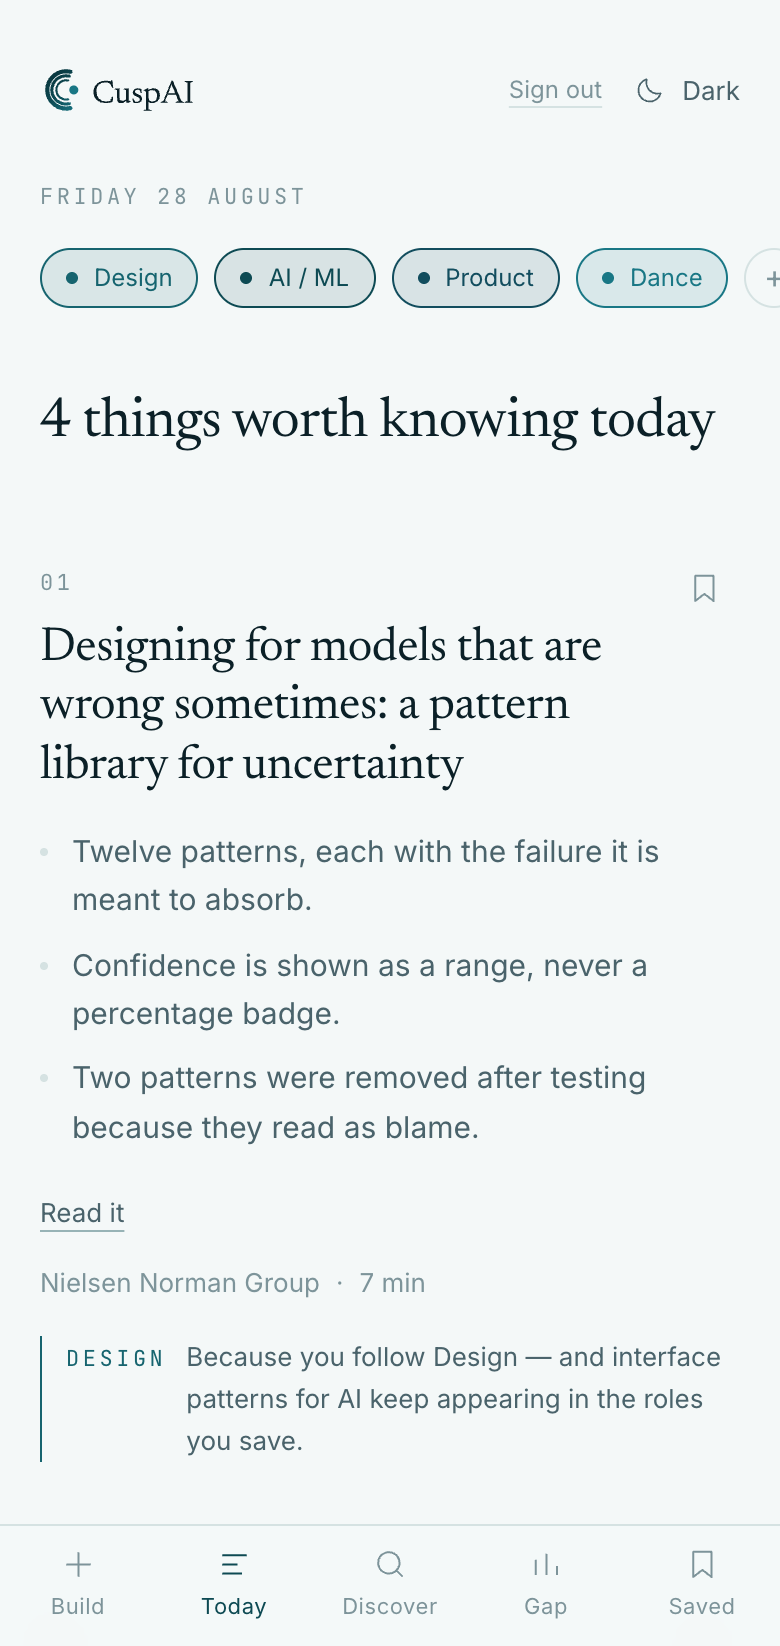 CuspAI
Sign out
Dark
FRIDAY 28 AUGUST
Design
AI / ML
Product
Dance
+
4 things worth knowing today
01
Designing for models that are
wrong sometimes: a pattern
library for uncertainty
Twelve patterns, each with the failure it is
meant to absorb.
Confidence is shown as a range, never a
percentage badge.
Two patterns were removed after testing
because they read as blame.
Read it
Nielsen Norman Group · 7 min
DESIGN
Because you follow Design — and interface
patterns for AI keep appearing in the roles
you save.
Build
Today
Discover
Gap
Saved